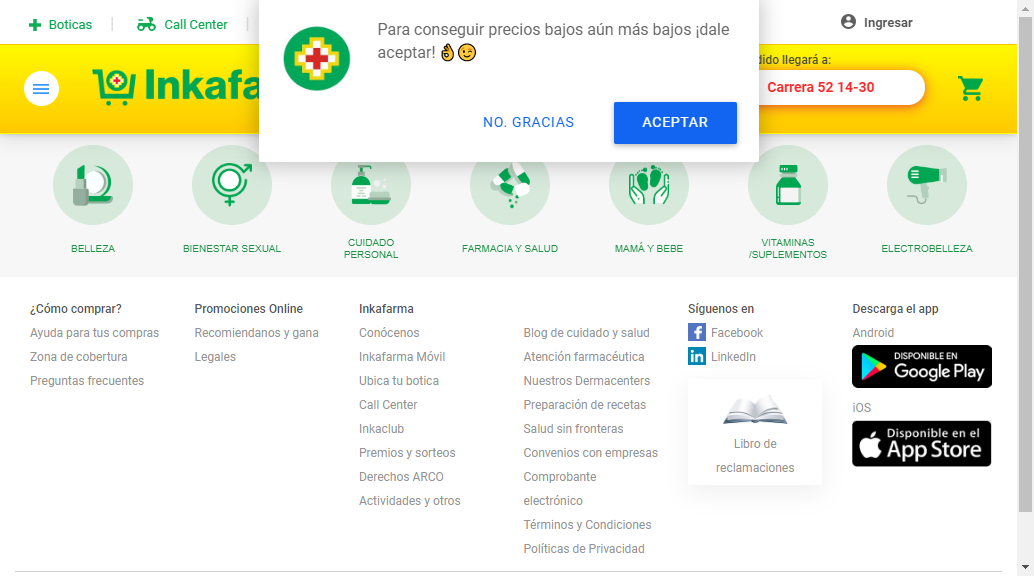 Boticas
Call Center
Para conseguir precios bajos aún más bajos ¡dale
aceptar! 👌😉
NO. GRACIAS
ACEPTAR
Ingresar
Inkafa
dido llegará a:
Carrera 52 14-30
BELLEZA
BIENESTAR SEXUAL
CUIDADO
PERSONAL
FARMACIA Y SALUD
MAMÁ Y BEBE
VITAMINAS
/SUPLEMENTOS
ELECTROBELLEZA
¿Cómo comprar?
Ayuda para tus compras
Zona de cobertura
Preguntas frecuentes
Promociones Online
Recomiendanos y gana
Legales
Inkafarma
Conócenos
Inkafarma Móvil
Ubica tu botica
Call Center
Inkaclub
Premios y sorteos
Derechos ARCO
Actividades y otros
Blog de cuidado y salud
Atención farmacéutica
Nuestros Dermacenters
Preparación de recetas
Salud sin fronteras
Convenios con empresas
Comprobante
electrónico
Términos y Condiciones
Políticas de Privacidad
Síguenos en
Facebook
LinkedIn
Libro de
reclamaciones
Descarga el app
Android
DISPONIBLE EN
Google Play
iOS
Disponible en el
App Store